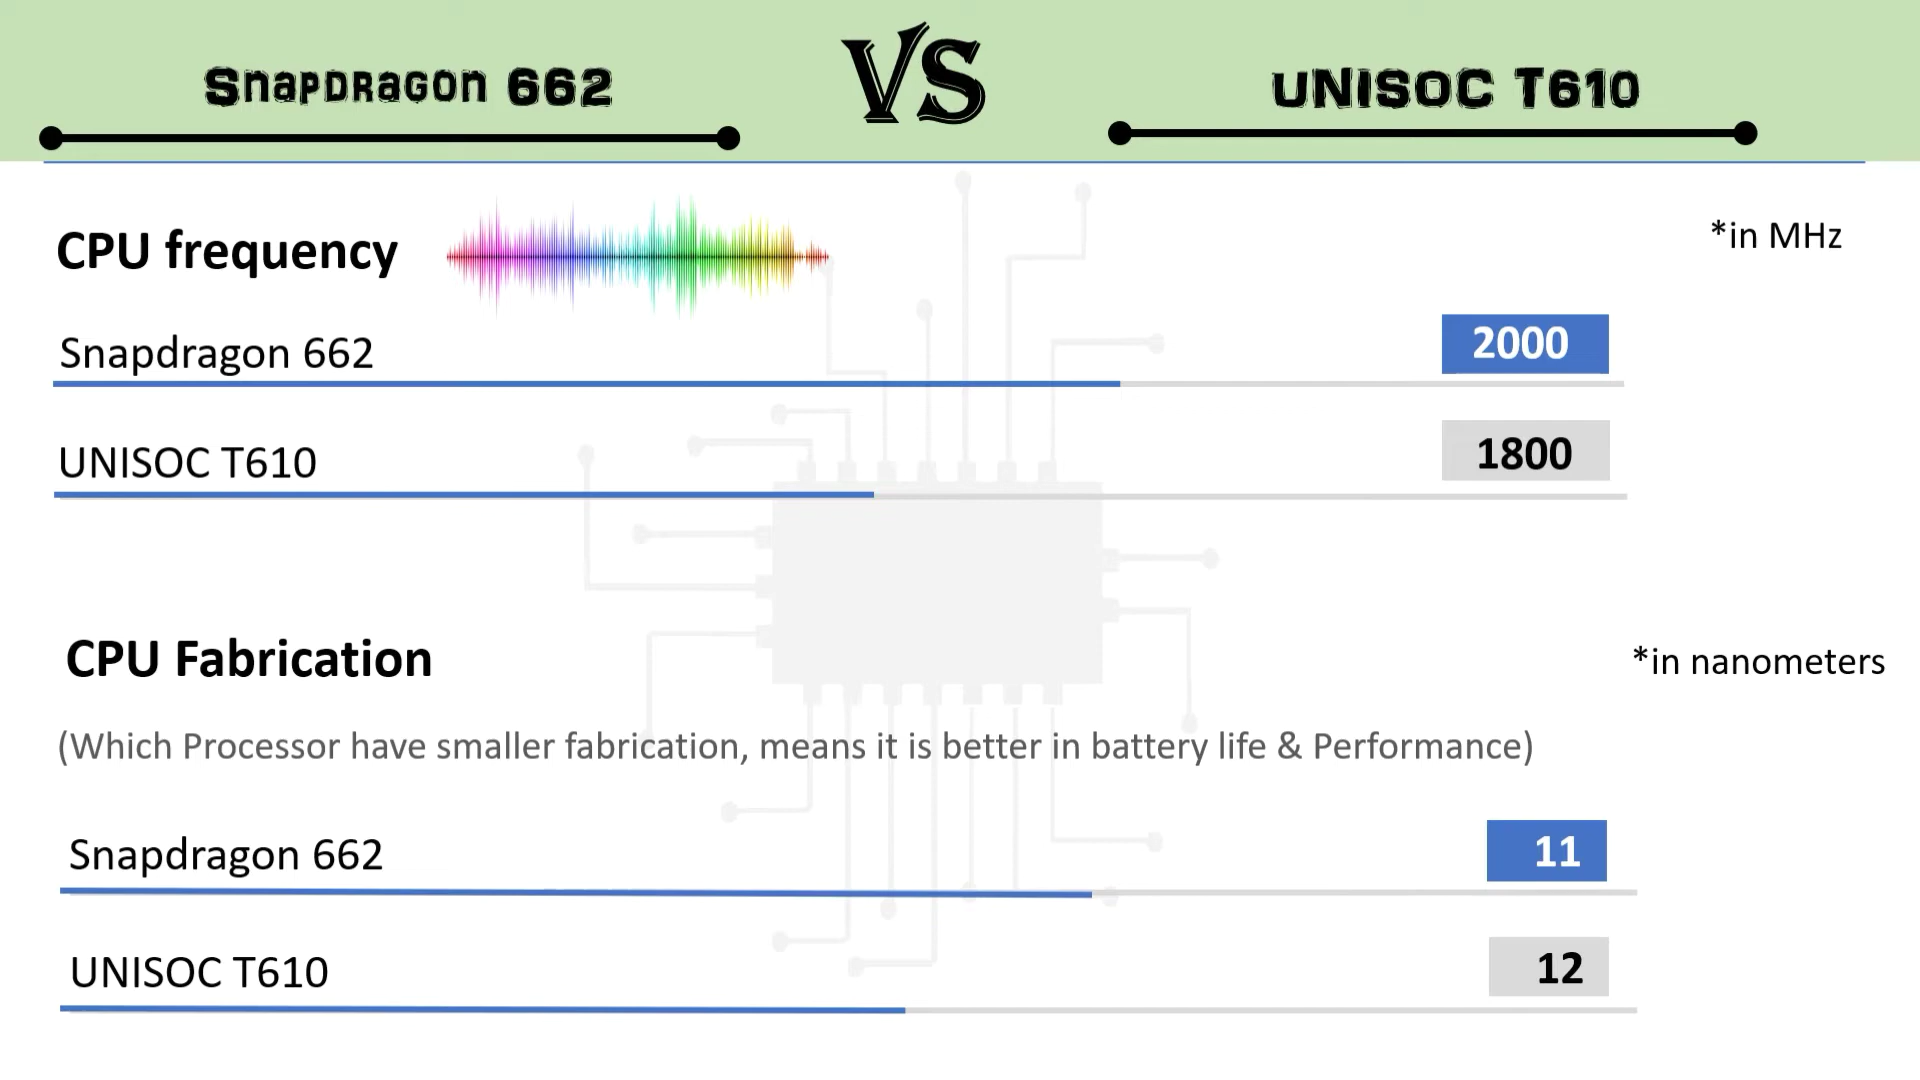 Snapdragon 662
VS
UNISOC T610
CPU frequency
*in MHz
Snapdragon 662
2000
UNISOC T610
1800
CPU Fabrication
*in nanometers
(Which Processor have smaller fabrication, means it is better in battery life & Performance)
Snapdragon 662
11
UNISOC T610
12